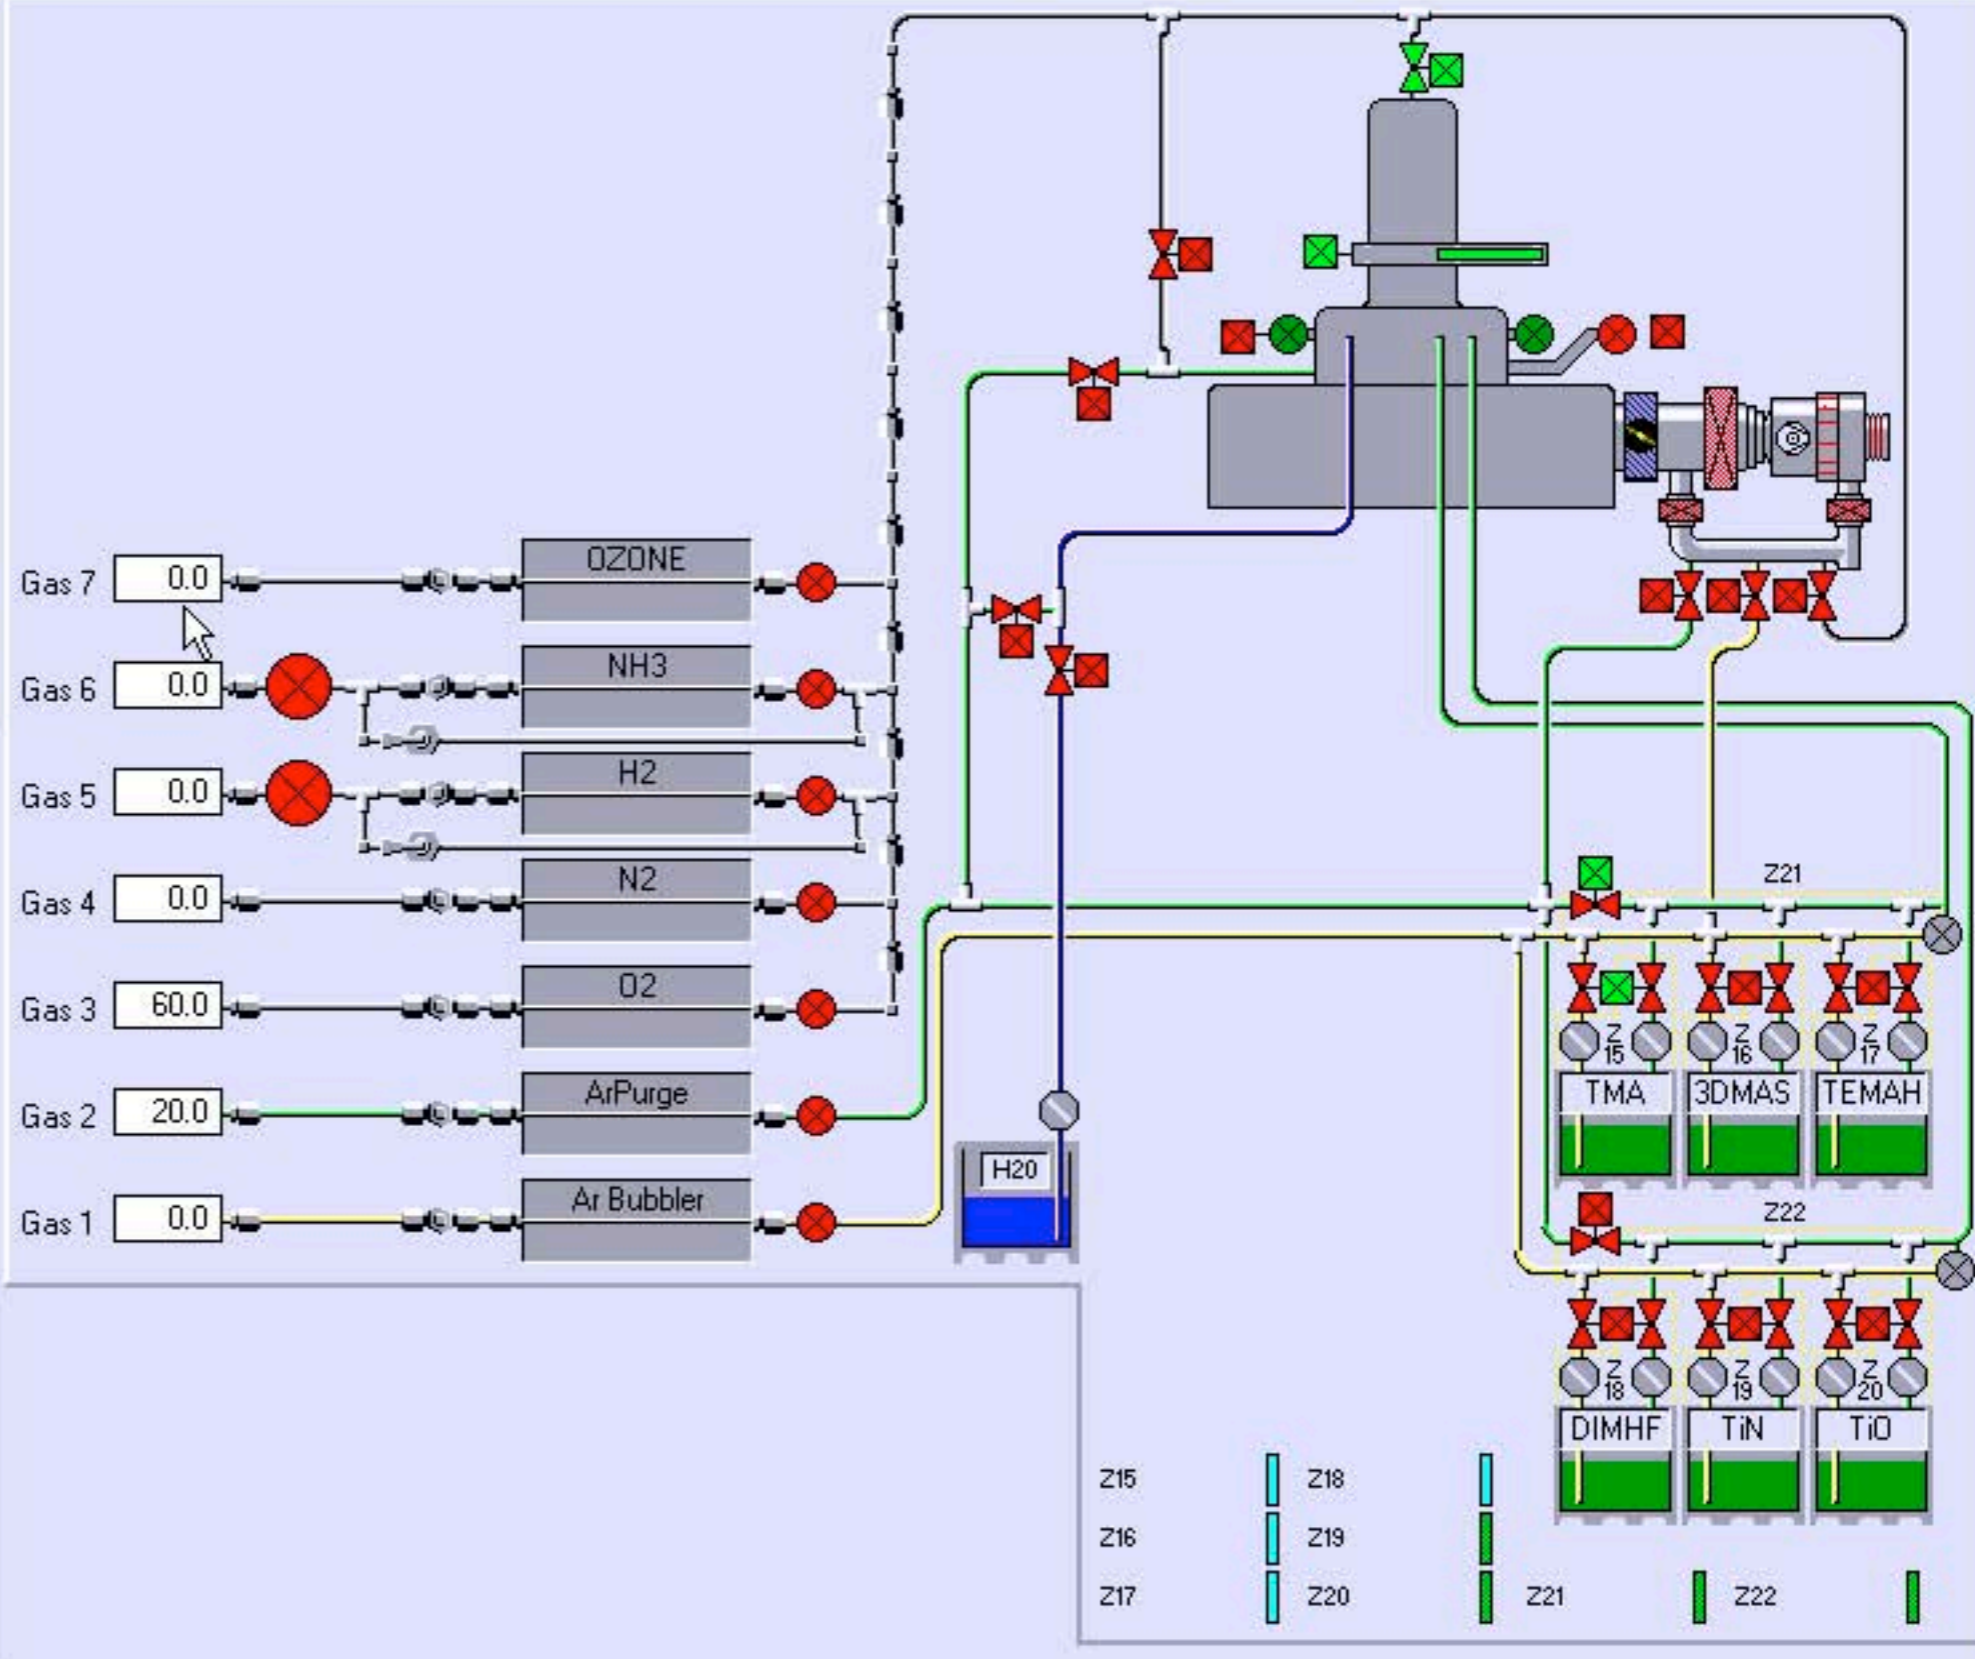 Gas 7 0.0 OZONE
Gas 6 0.0 NH3
Gas 5 0.0 H2
Gas 4 0.0 N2
Gas 3 60.0 O2
Gas 2 20.0 ArPurge
Gas 1 0.0 Ar Bubbler
H20
Z21
Z 15 Z 16 Z 17
TMA 3DMAS TEMAH
Z22
Z 18 Z 19 Z 20
DIMHF TiN TiO
Z15 Z18
Z16 Z19
Z17 Z20 Z21 Z22